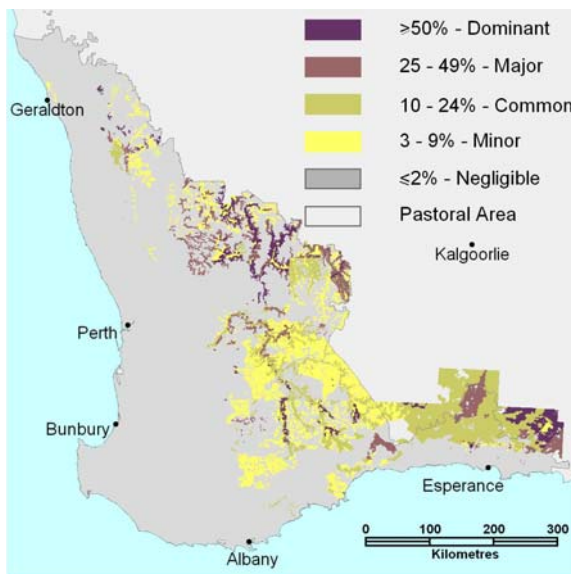 ≥50% - Dominant
25 - 49% - Major
10 - 24% - Common
3 - 9% - Minor
≤2% - Negligible
Pastoral Area
Geraldton
Kalgoorlie
Perth
Bunbury
Esperance
Albany
0 100 200 300
Kilometres